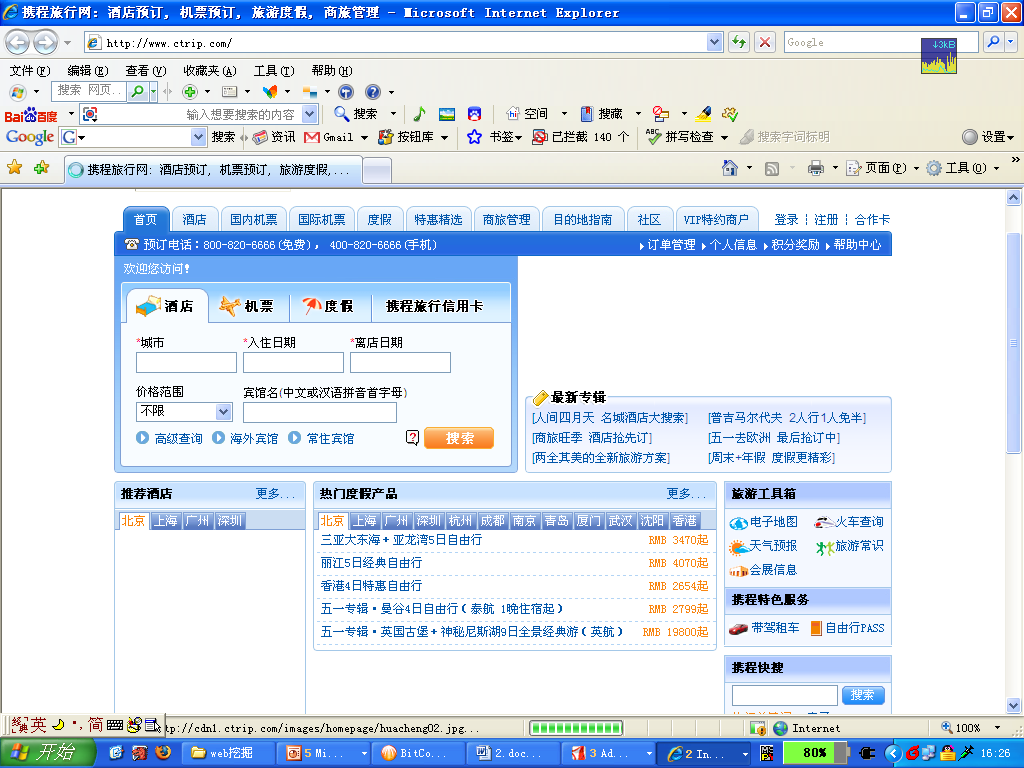 携程旅行网: 酒店预订, 机票预订, 旅游度假, 商旅管理 - Microsoft Internet Explorer
http://www.ctrip.com/
Google
↓3kB
文件(F) 编辑(E) 查看(V) 收藏夹(A) 工具(T) 帮助(H)
搜索 网页..
Bai百度 输入想要搜索的内容 搜索 空间 搜藏
Google G 搜索 资讯 Gmail 按钮库 书签 已拦截 140 个 拼写检查 搜索字词标明 设置
携程旅行网: 酒店预订, 机票预订, 旅游度假,... 页面(P) 工具(O) »
首页 酒店 国内机票 国际机票 度假 特惠精选 商旅管理 目的地指南 社区 VIP特约商户 登录 | 注册 | 合作卡
预订电话：800-820-6666(免费), 400-820-6666(手机) 订单管理 个人信息 积分奖励 帮助中心
欢迎您访问!
酒店 机票 度假 携程旅行信用卡
*城市 *入住日期 *离店日期
价格范围 宾馆名(中文或汉语拼音首字母)
不限
高级查询 海外宾馆 常住宾馆 ? 搜索
最新专辑
[人间四月天 名城酒店大搜索] [普吉马尔代夫 2人行1人免半]
[商旅旺季 酒店抢先订] [五一去欧洲 最后抢订中]
[两全其美的全新旅游方案] [周末+年假 度假更精彩]
推荐酒店 更多...
北京 上海 广州 深圳
热门度假产品 更多...
北京 上海 广州 深圳 杭州 成都 南京 青岛 厦门 武汉 沈阳 香港
三亚大东海+亚龙湾5日自由行 RMB 3470起
丽江5日经典自由行 RMB 4070起
香港4日特惠自由行 RMB 2654起
五一专辑·曼谷4日自由行(泰航 1晚住宿起) RMB 2799起
五一专辑·英国古堡+神秘尼斯湖9日全景经典游(英航) RMB 19800起
旅游工具箱
电子地图 火车查询
天气预报 旅游常识
会展信息
携程特色服务
带驾租车 自由行PASS
携程快搜
搜索
英 简 tp://cdn1.ctrip.com/images/homepage/huacheng02.jpg... Internet 100%
开始 web挖掘 5 Mi... BitCo... 2.doc... 3 Ad... 2 In... 80% 16:26